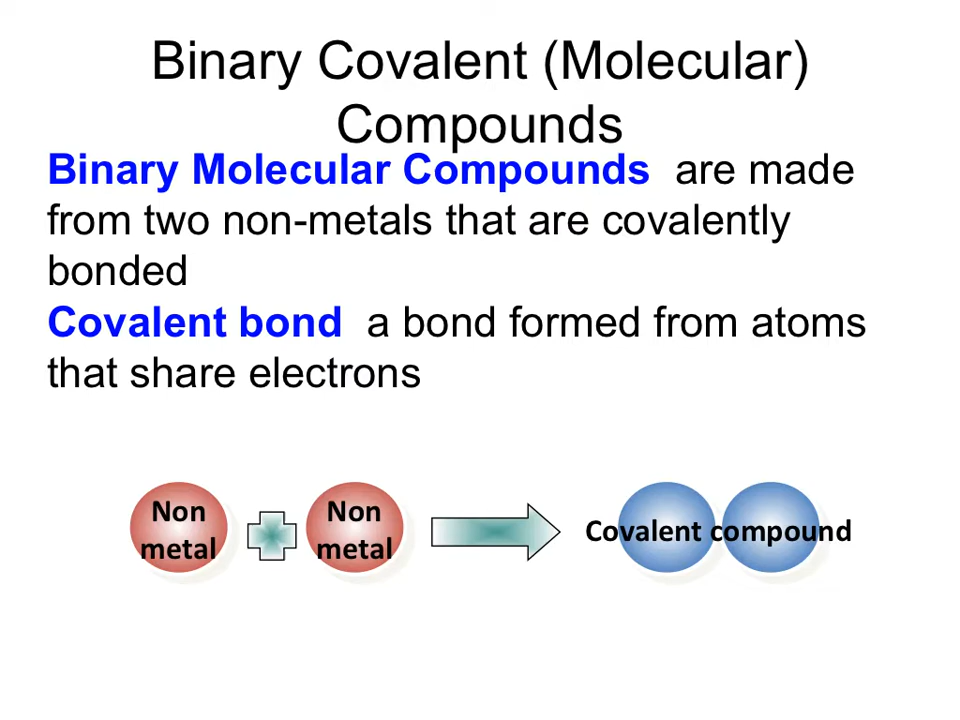 Binary Covalent (Molecular)
Compounds
Binary Molecular Compounds are made
from two non-metals that are covalently
bonded
Covalent bond a bond formed from atoms
that share electrons
Non
metal
Non
metal
Covalent compound